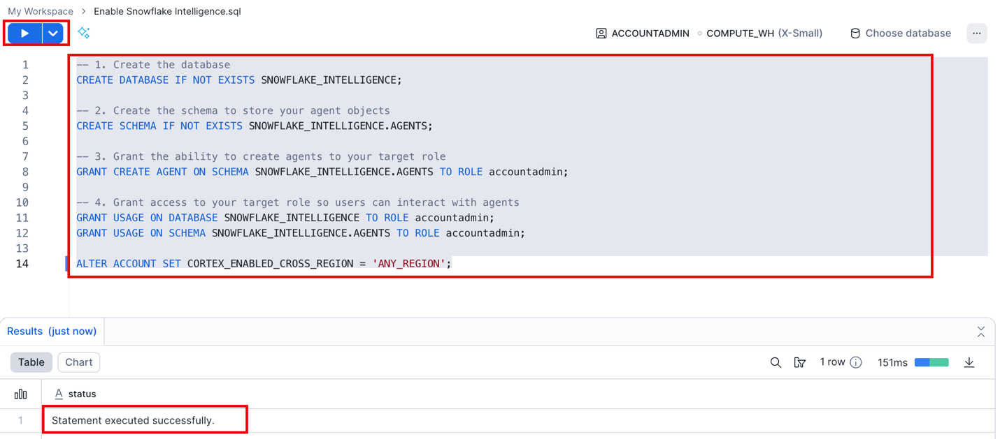 My Workspace > Enable Snowflake Intelligence.sql
ACCOUNTADMIN COMPUTE_WH (X-Small) Choose database ...
1 -- 1. Create the database
2 CREATE DATABASE IF NOT EXISTS SNOWFLAKE_INTELLIGENCE;
3
4 -- 2. Create the schema to store your agent objects
5 CREATE SCHEMA IF NOT EXISTS SNOWFLAKE_INTELLIGENCE.AGENTS;
6
7 -- 3. Grant the ability to create agents to your target role
8 GRANT CREATE AGENT ON SCHEMA SNOWFLAKE_INTELLIGENCE.AGENTS TO ROLE accountadmin;
9
10 -- 4. Grant access to your target role so users can interact with agents
11 GRANT USAGE ON DATABASE SNOWFLAKE_INTELLIGENCE TO ROLE accountadmin;
12 GRANT USAGE ON SCHEMA SNOWFLAKE_INTELLIGENCE.AGENTS TO ROLE accountadmin;
13
14 ALTER ACCOUNT SET CORTEX_ENABLED_CROSS_REGION = 'ANY_REGION';
Results (just now)
Table Chart 1 row 151ms
A status
1 Statement executed successfully.